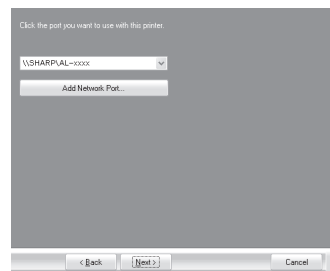 Click the port you want to use with this printer.
\\SHARP\AL-xxxx
Add Network Port...
< Back Next > Cancel